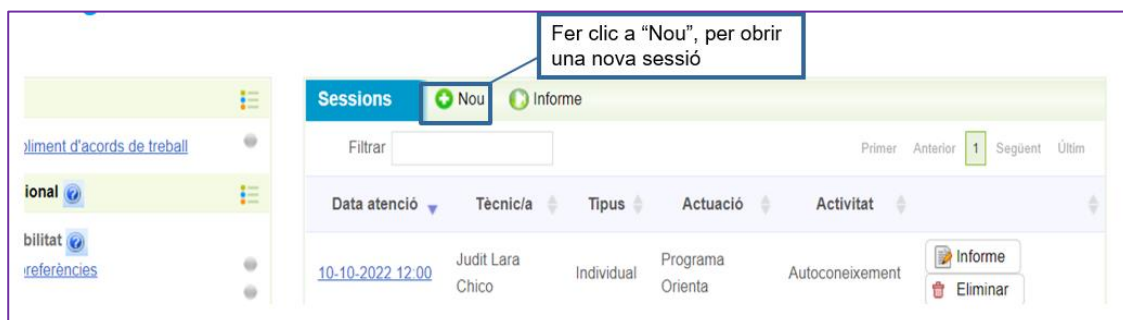 Fer clic a “Nou”, per obrir
una nova sessió
Sessions Nou Informe
pliment d'acords de treball
Filtrar Primer Anterior 1 Següent Últim
ional
Data atenció Tècnic/a Tipus Actuació Activitat
bilitat
preferències
10-10-2022 12:00 Judit Lara Chico Individual Programa Orienta Autoconeixement Informe
Eliminar